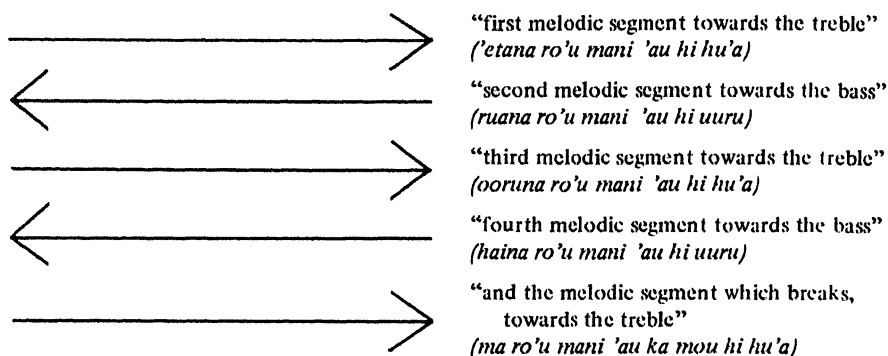 “first melodic segment towards the treble”
('etana ro'u mani 'au hi hu'a)
“second melodic segment towards the bass”
(ruana ro'u mani 'au hi uuru)
“third melodic segment towards the treble”
(ooruna ro'u mani 'au hi hu'a)
“fourth melodic segment towards the bass”
(haina ro'u mani 'au hi uuru)
“and the melodic segment which breaks,
towards the treble”
(ma ro'u mani 'au ka mou hi hu'a)